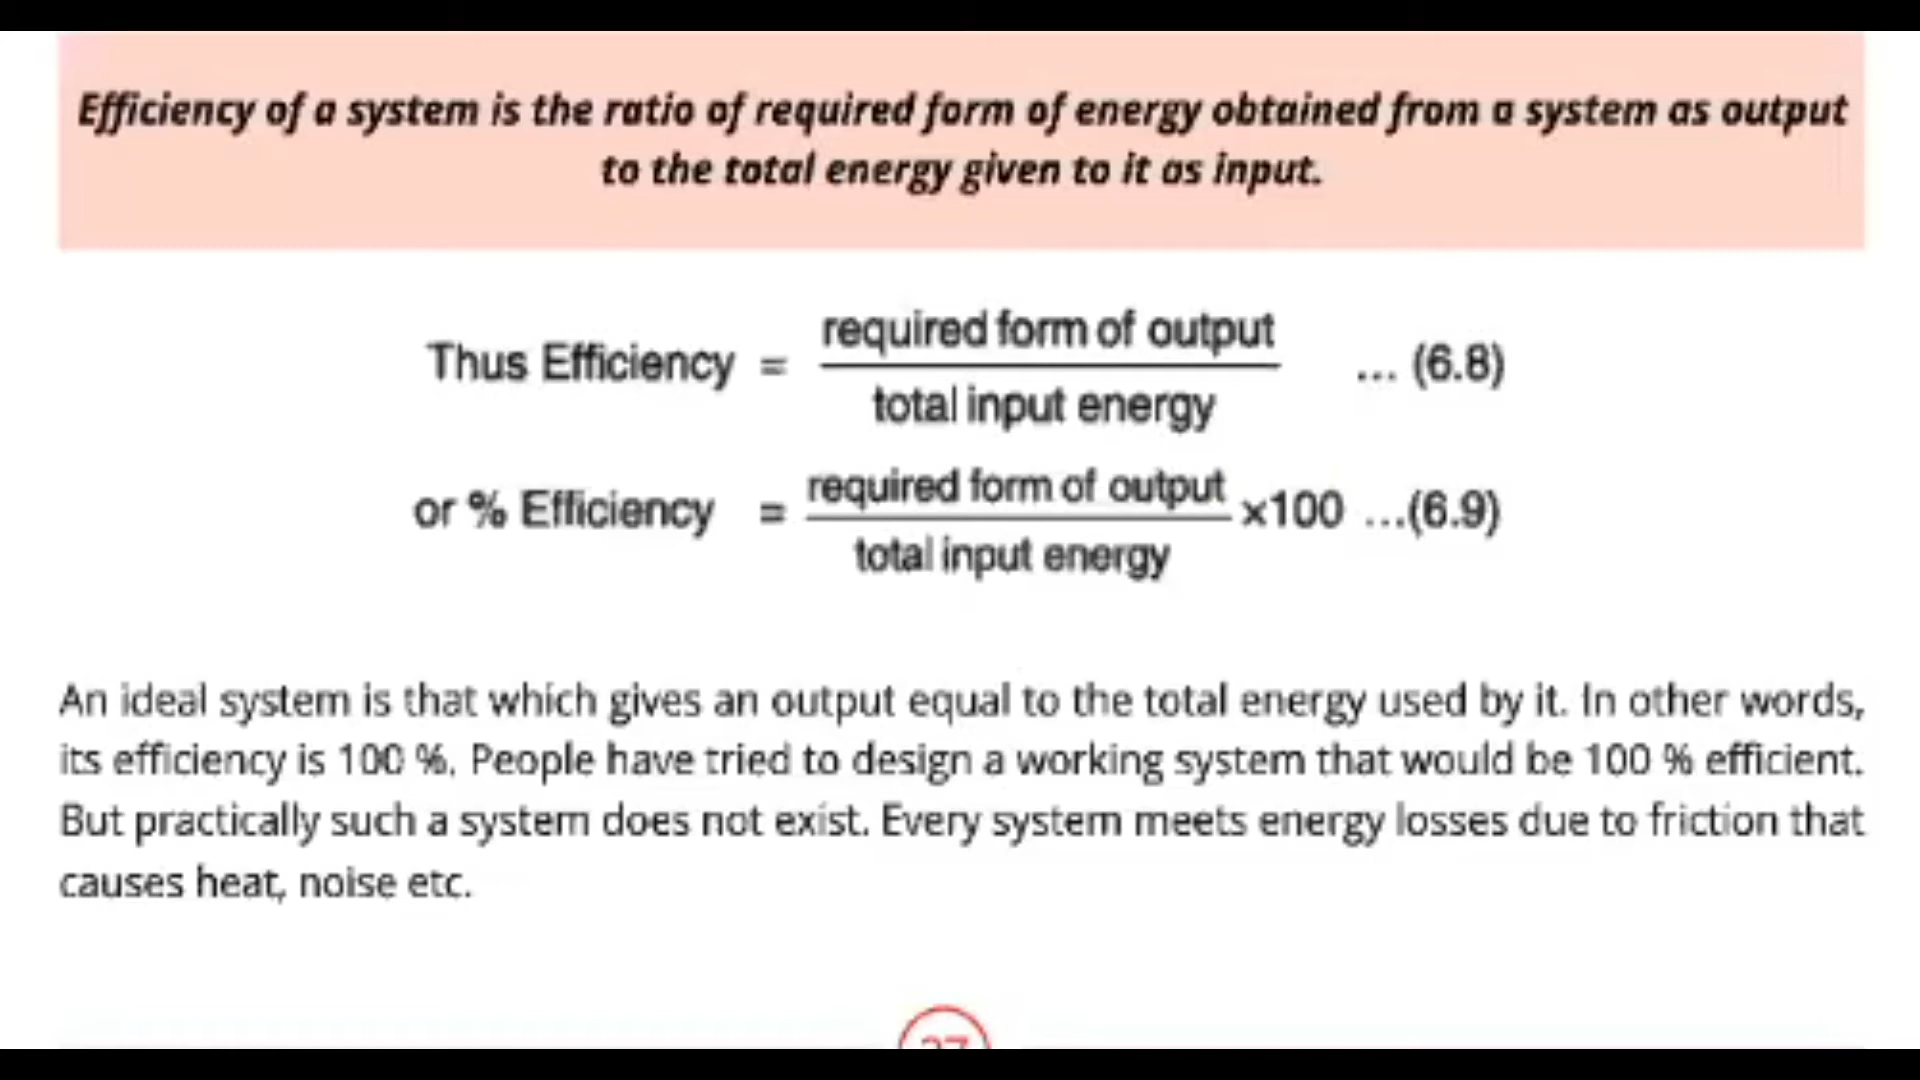 Efficiency of a system is the ratio of required form of energy obtained from a system as output
to the total energy given to it as input.
Thus Efficiency = required form of output / total input energy ... (6.8)
or % Efficiency = required form of output / total input energy ×100 ...(6.9)
An ideal system is that which gives an output equal to the total energy used by it. In other words,
its efficiency is 100 %. People have tried to design a working system that would be 100 % efficient.
But practically such a system does not exist. Every system meets energy losses due to friction that
causes heat, noise etc.